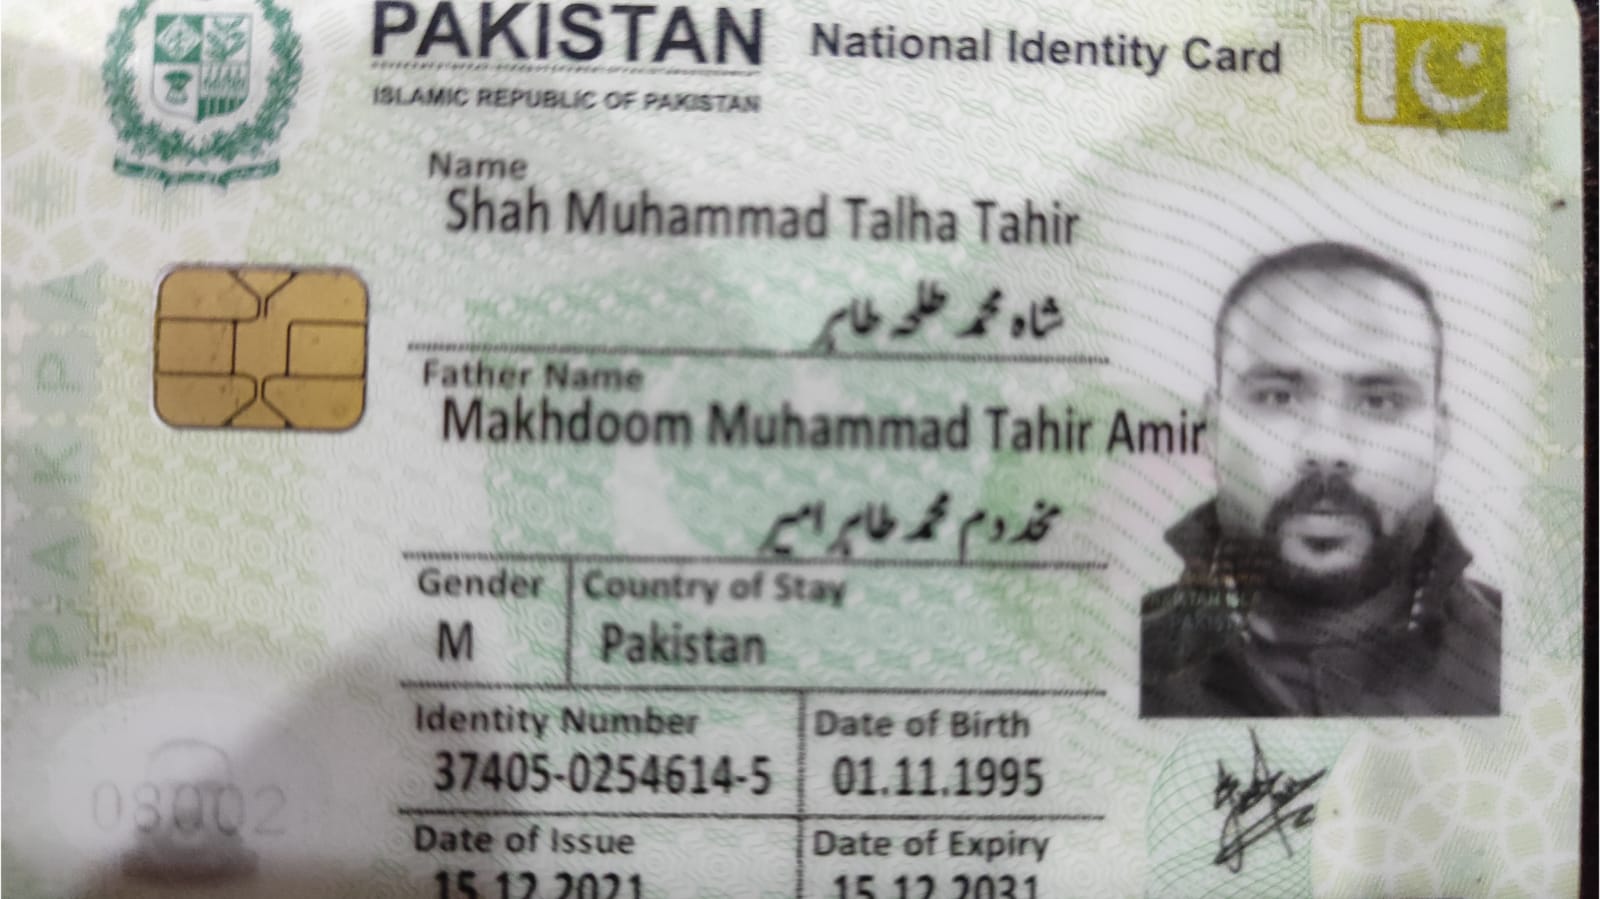 PAKISTAN National Identity Card
ISLAMIC REPUBLIC OF PAKISTAN
Name
Shah Muhammad Talha Tahir
شاہ محمد طلحہ طاہر
Father Name
Makhdoom Muhammad Tahir Amir
مخدوم محمد طاہر امیر
Gender Country of Stay
M Pakistan
Identity Number Date of Birth
37405-0254614-5 01.11.1995
Date of Issue Date of Expiry
15.12.2021 15.12.2031
PAK PAK P